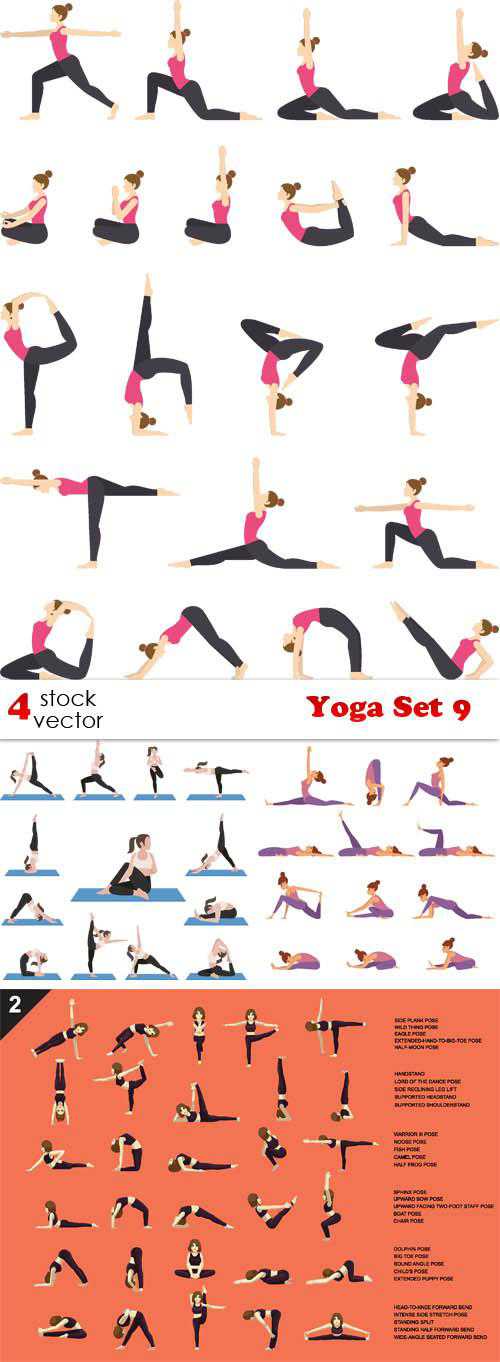 4 stock
vector
Yoga Set 9
2
SIDE PLANK POSE
WILD THING POSE
EAGLE POSE
EXTENDED-HAND-TO-BIG-TOE POSE
HALF-MOON POSE
HANDSTAND
LORD OF THE DANCE POSE
SIDE RECLINING LEG LIFT
SUPPORTED HEADSTAND
SUPPORTED SHOULDERSTAND
WARRIOR III POSE
NOOSE POSE
FISH POSE
CAMEL POSE
HALF FROG POSE
SPHINX POSE
UPWARD BOW POSE
UPWARD FACING TWO-FOOT STAFF POSE
BOAT POSE
CHAIR POSE
DOLPHIN POSE
BIG TOE POSE
BOUND ANGLE POSE
CHILD'S POSE
EXTENDED PUPPY POSE
HEAD-TO-KNEE FORWARD BEND
INTENSE SIDE STRETCH POSE
STANDING SPLIT
STANDING HALF FORWARD BEND
WIDE-ANGLE SEATED FORWARD BEND